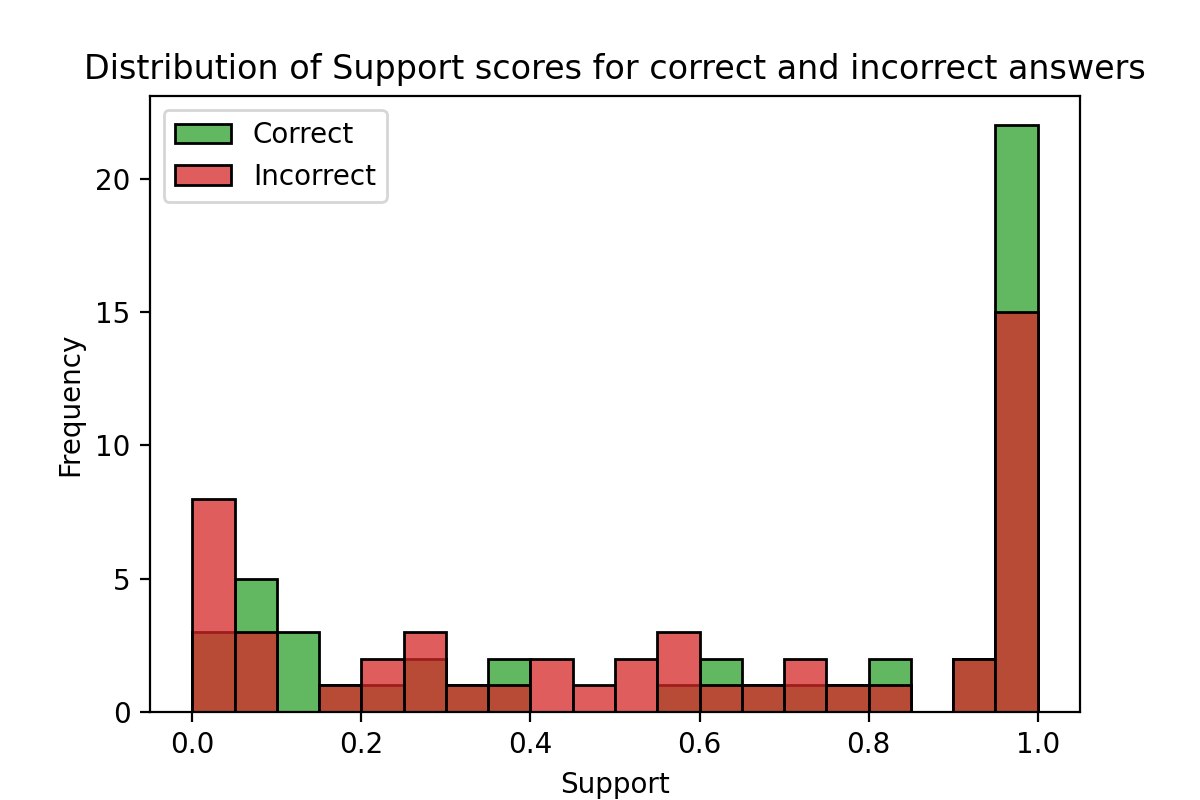 Distribution of Support scores for correct and incorrect answers
Correct
Incorrect
20
15
10
5
0
Frequency
0.0 0.2 0.4 0.6 0.8 1.0
Support